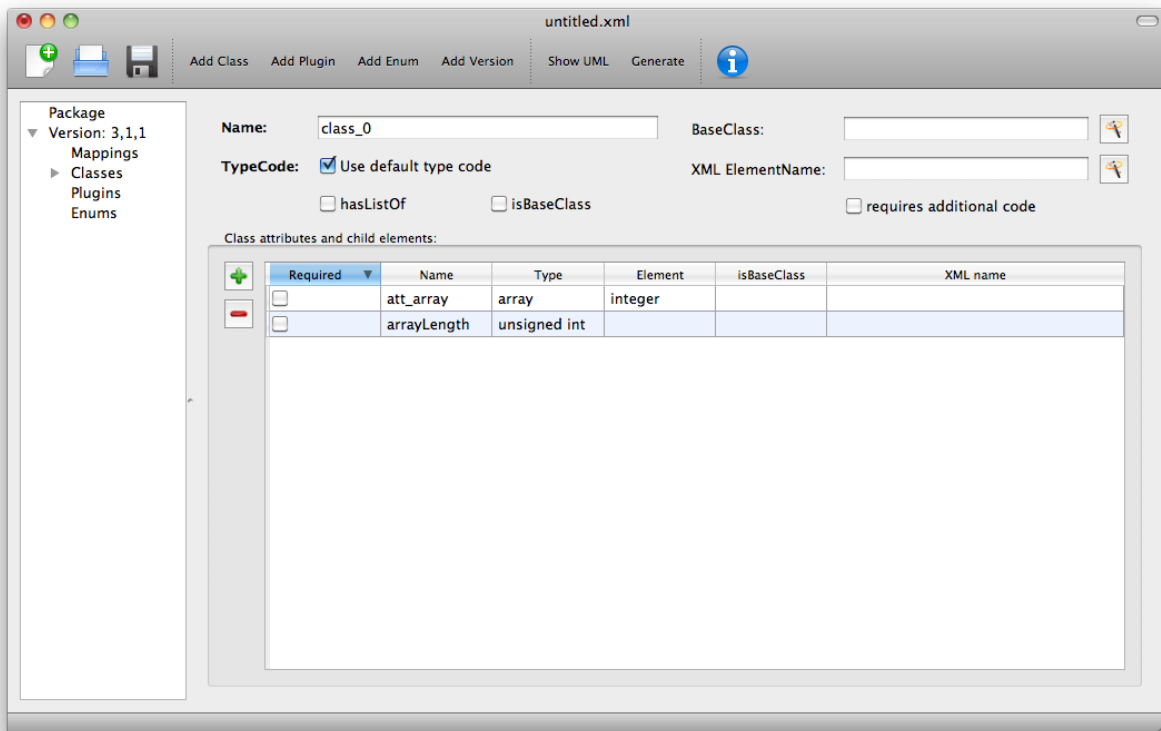 untitled.xml
Add Class Add Plugin Add Enum Add Version Show UML Generate
Package
Version: 3,1,1
Mappings
Classes
Plugins
Enums
Name: class_0 BaseClass:
TypeCode: Use default type code XML ElementName:
hasListOf isBaseClass requires additional code
Class attributes and child elements:
Required Name Type Element isBaseClass XML name
att_array array integer
arrayLength unsigned int